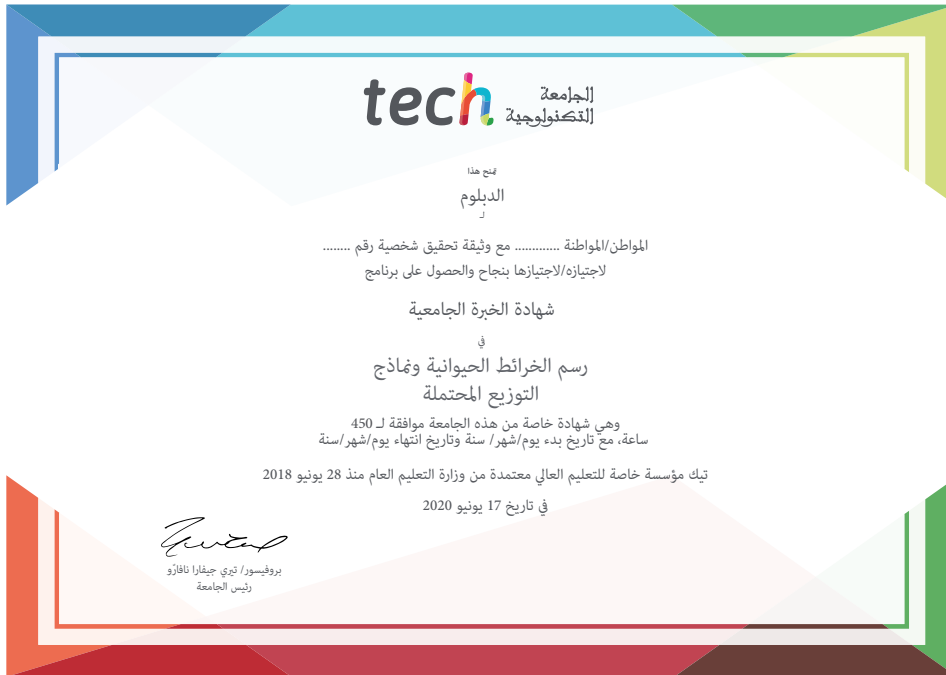 tech الجامعة
التكنولوجية
يُمنح هذا
الدبلوم
لـ
المواطن/المواطنة ............ مع وثيقة تحقيق شخصية رقم ........
لاجتيازه/لاجتيازها بنجاح والحصول على برنامج
شهادة الخبرة الجامعية
في
رسم الخرائط الحيوانية ونماذج
التوزيع المحتملة
وهي شهادة خاصة من هذه الجامعة موافقة لـ 450
ساعة، مع تاريخ بدء يوم/شهر/ سنة وتاريخ انتهاء يوم/شهر/سنة
تيك مؤسسة خاصة للتعليم العالي معتمدة من وزارة التعليم العام منذ 28 يونيو 2018
في تاريخ 17 يونيو 2020
بروفيسور/ تيري جيفارا نافارّو
رئيس الجامعة